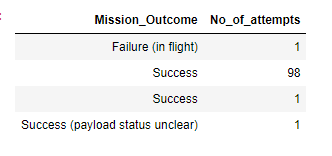 Mission_Outcome No_of_attempts
Failure (in flight) 1
Success 98
Success 1
Success (payload status unclear) 1